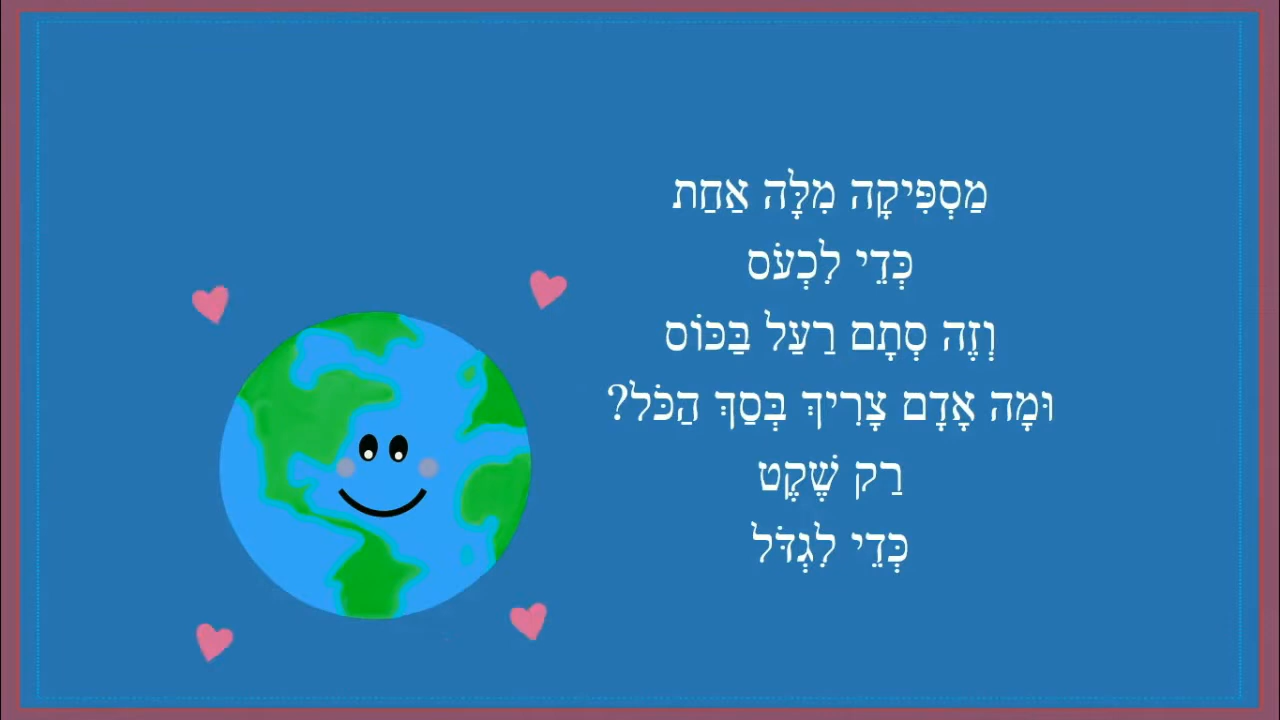 מַסְפִּיקָה מִלָּה אַחַת
כְּדֵי לִכְעֹס
וְזֶה סְתָם רַעַל בַּכּוֹס
וּמָה אָדָם צָרִיךְ בְּסַךְ הַכֹּל?
רַק שֶׁקֶט
כְּדֵי לִגְדֹּל